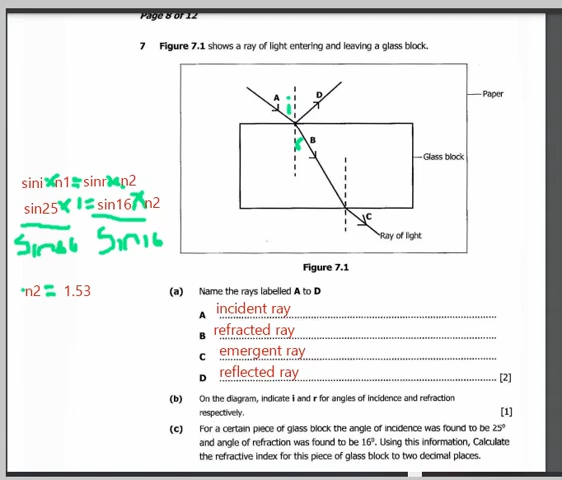 Page 8 of 12
7 Figure 7.1 shows a ray of light entering and leaving a glass block.
A i D
Paper
r B
Glass block
sini x n1 = sinr x n2
sin25 x 1 = sin16 x n2
sin16 sin16
C
Ray of light
Figure 7.1
n2 = 1.53
(a) Name the rays labelled A to D
A incident ray
B refracted ray
C emergent ray
D reflected ray [2]
(b) On the diagram, indicate i and r for angles of incidence and refraction
respectively. [1]
(c) For a certain piece of glass block the angle of incidence was found to be 25⁰
and angle of refraction was found to be 16⁰. Using this information, Calculate
the refractive index for this piece of glass block to two decimal places.